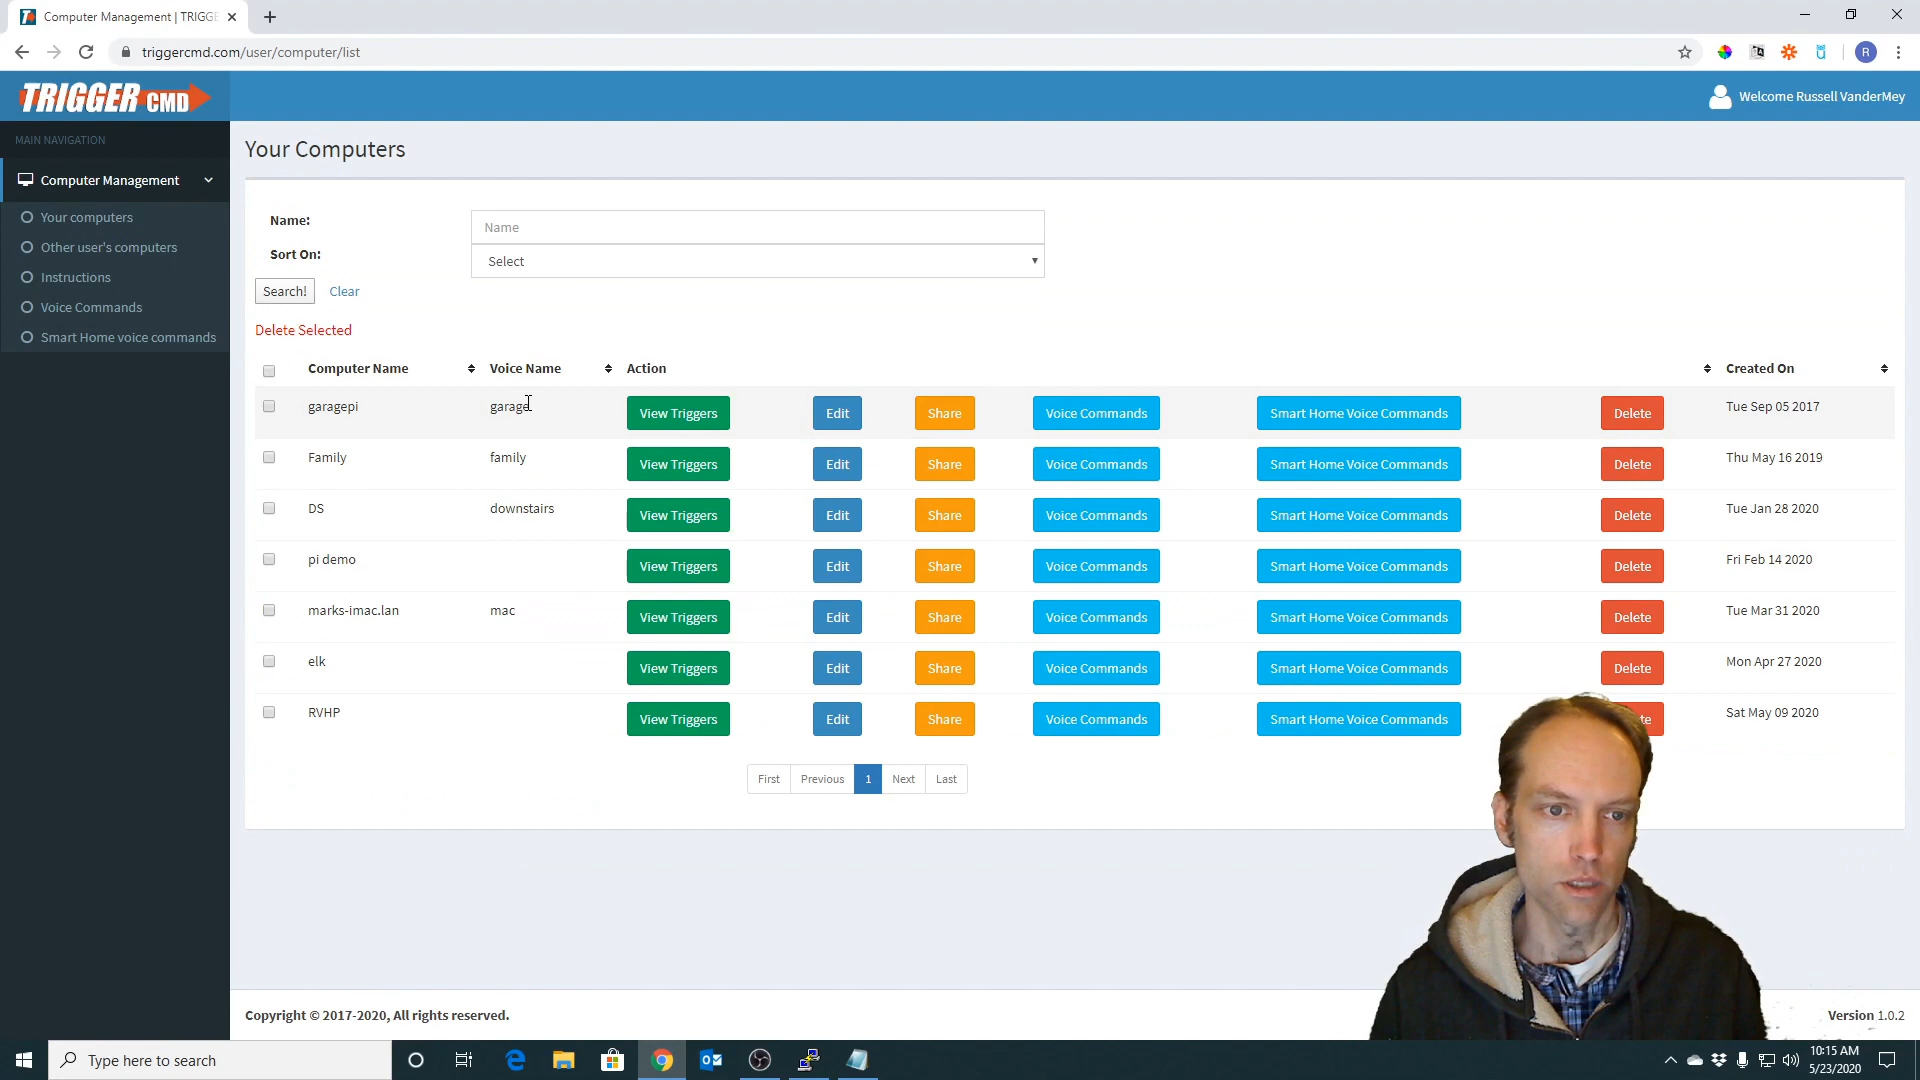 Computer Management | TRIGGE
triggercmd.com/user/computer/list
R
TRIGGER CMD
Welcome Russell VanderMey
MAIN NAVIGATION
Computer Management
Your computers
Other user's computers
Instructions
Voice Commands
Smart Home voice commands
Your Computers
Name:
Name
Sort On:
Select
Search!
Clear
Delete Selected
Computer Name Voice Name Action Created On
garagepi garage View Triggers Edit Share Voice Commands Smart Home Voice Commands Delete Tue Sep 05 2017
Family family View Triggers Edit Share Voice Commands Smart Home Voice Commands Delete Thu May 16 2019
DS downstairs View Triggers Edit Share Voice Commands Smart Home Voice Commands Delete Tue Jan 28 2020
pi demo View Triggers Edit Share Voice Commands Smart Home Voice Commands Delete Fri Feb 14 2020
marks-imac.lan mac View Triggers Edit Share Voice Commands Smart Home Voice Commands Delete Tue Mar 31 2020
elk View Triggers Edit Share Voice Commands Smart Home Voice Commands Delete Mon Apr 27 2020
RVHP View Triggers Edit Share Voice Commands Smart Home Voice Commands te Sat May 09 2020
First Previous 1 Next Last
Copyright © 2017-2020, All rights reserved.
Version 1.0.2
Type here to search
10:15 AM
5/23/2020